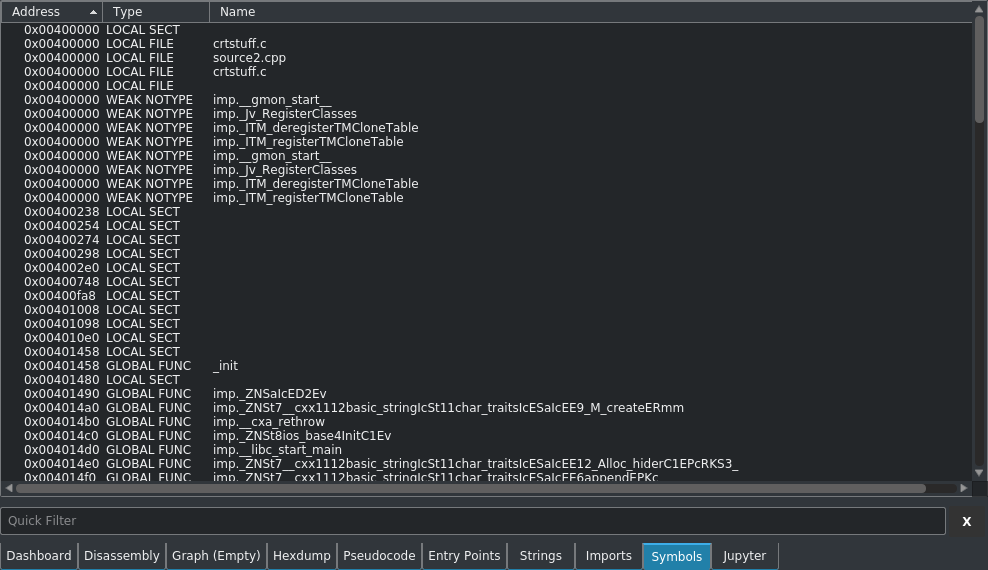 Address Type Name
0x00400000 LOCAL SECT
0x00400000 LOCAL FILE crtstuff.c
0x00400000 LOCAL FILE source2.cpp
0x00400000 LOCAL FILE crtstuff.c
0x00400000 LOCAL FILE
0x00400000 WEAK NOTYPE imp.__gmon_start__
0x00400000 WEAK NOTYPE imp._Jv_RegisterClasses
0x00400000 WEAK NOTYPE imp._ITM_deregisterTMCloneTable
0x00400000 WEAK NOTYPE imp._ITM_registerTMCloneTable
0x00400000 WEAK NOTYPE imp.__gmon_start__
0x00400000 WEAK NOTYPE imp._Jv_RegisterClasses
0x00400000 WEAK NOTYPE imp._ITM_deregisterTMCloneTable
0x00400000 WEAK NOTYPE imp._ITM_registerTMCloneTable
0x00400238 LOCAL SECT
0x00400254 LOCAL SECT
0x00400274 LOCAL SECT
0x00400298 LOCAL SECT
0x004002e0 LOCAL SECT
0x00400748 LOCAL SECT
0x00400fa8 LOCAL SECT
0x00401008 LOCAL SECT
0x00401098 LOCAL SECT
0x004010e0 LOCAL SECT
0x00401458 LOCAL SECT
0x00401458 GLOBAL FUNC _init
0x00401480 LOCAL SECT
0x00401490 GLOBAL FUNC imp._ZNSaIcED2Ev
0x004014a0 GLOBAL FUNC imp._ZNSt7__cxx1112basic_stringIcSt11char_traitsIcESaIcEE9_M_createERmm
0x004014b0 GLOBAL FUNC imp.__cxa_rethrow
0x004014c0 GLOBAL FUNC imp._ZNSt8ios_base4InitC1Ev
0x004014d0 GLOBAL FUNC imp.__libc_start_main
0x004014e0 GLOBAL FUNC imp._ZNSt7__cxx1112basic_stringIcSt11char_traitsIcESaIcEE12_Alloc_hiderC1EPcRKS3_
0x004014f0 GLOBAL FUNC imp._ZNSt7__cxx1112basic_stringIcSt11char_traitsIcESaIcEE6appendEPKc
Quick Filter X
Dashboard Disassembly Graph (Empty) Hexdump Pseudocode Entry Points Strings Imports Symbols Jupyter